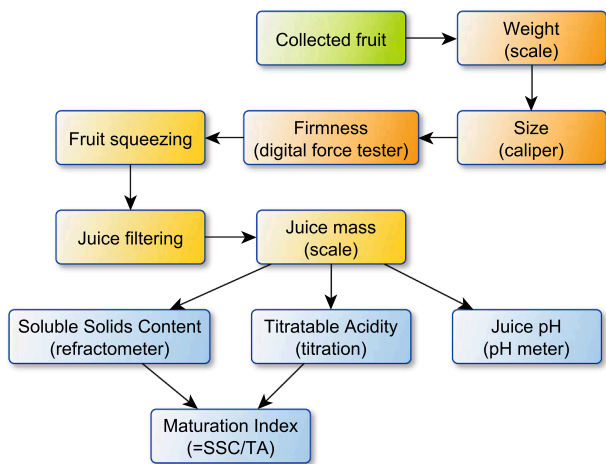 Collected fruit
Weight
(scale)
Fruit squeezing
Firmness
(digital force tester)
Size
(caliper)
Juice filtering
Juice mass
(scale)
Soluble Solids Content
(refractometer)
Titratable Acidity
(titration)
Juice pH
(pH meter)
Maturation Index
(=SSC/TA)